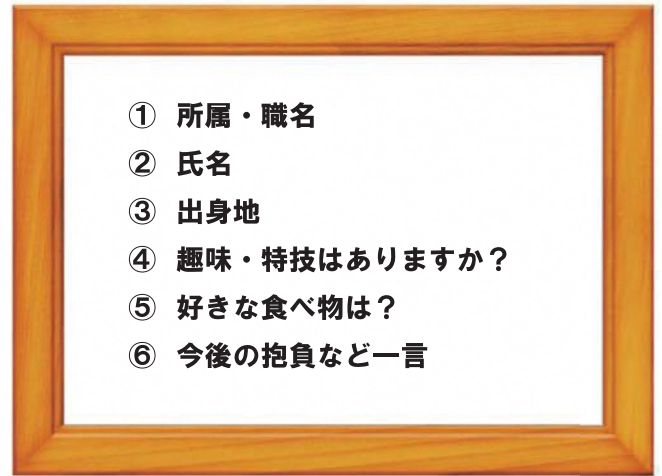 ① 所属・職名
② 氏名
③ 出身地
④ 趣味・特技はありますか？
⑤ 好きな食べ物は？
⑥ 今後の抱負など一言